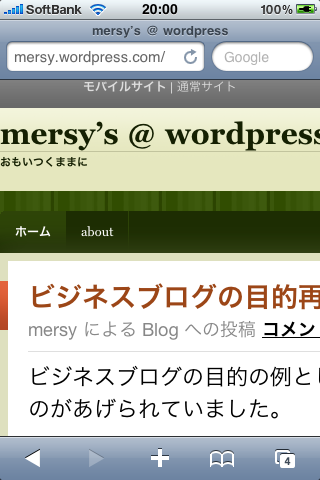 SoftBank 20:00 100%
mersy's @ wordpress
mersy.wordpress.com/ Google
モバイルサイト | 通常サイト
mersy's @ wordpress
おもいつくままに
ホーム about
ビジネスブログの目的再
mersy による Blog への投稿 コメン
ビジネスブログの目的の例とし
のがあげられていました。
4